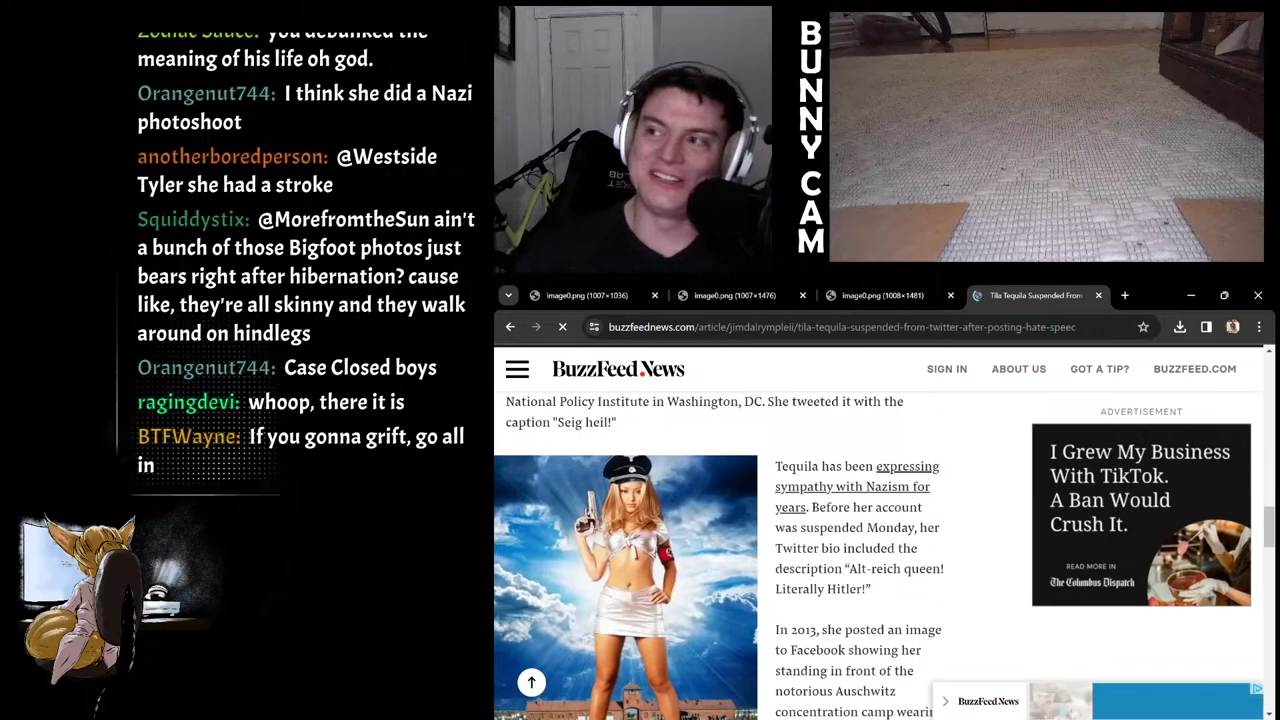 Zodiac Sauce: you debunked the
meaning of his life oh god.
Orangenut744: I think she did a Nazi
photoshoot
anotherboredperson: @Westside
Tyler she had a stroke
Squiddystix: @MorefromtheSun ain't
a bunch of those Bigfoot photos just
bears right after hibernation? cause
like, they're all skinny and they walk
around on hindlegs
Orangenut744: Case Closed boys
ragingdevi: whoop, there it is
BTFWayne: If you gonna grift, go all
in
BUNNY CAM
image0.png (1007×1036)
image0.png (1007×1476)
image0.png (1008×1481)
Tila Tequila Suspended From
buzzfeednews.com/article/jimdalrympleii/tila-tequila-suspended-from-twitter-after-posting-hate-speec
BuzzFeed News
SIGN IN
ABOUT US
GOT A TIP?
BUZZFEED.COM
National Policy Institute in Washington, DC. She tweeted it with the
caption "Seig heil!"
Tequila has been expressing
sympathy with Nazism for
years. Before her account
was suspended Monday, her
Twitter bio included the
description “Alt-reich queen!
Literally Hitler!”
In 2013, she posted an image
to Facebook showing her
standing in front of the
notorious Auschwitz
concentration camp wearin
ADVERTISEMENT
I Grew My Business
With TikTok.
A Ban Would
Crush It.
READ MORE IN
The Columbus Dispatch
BuzzFeed News